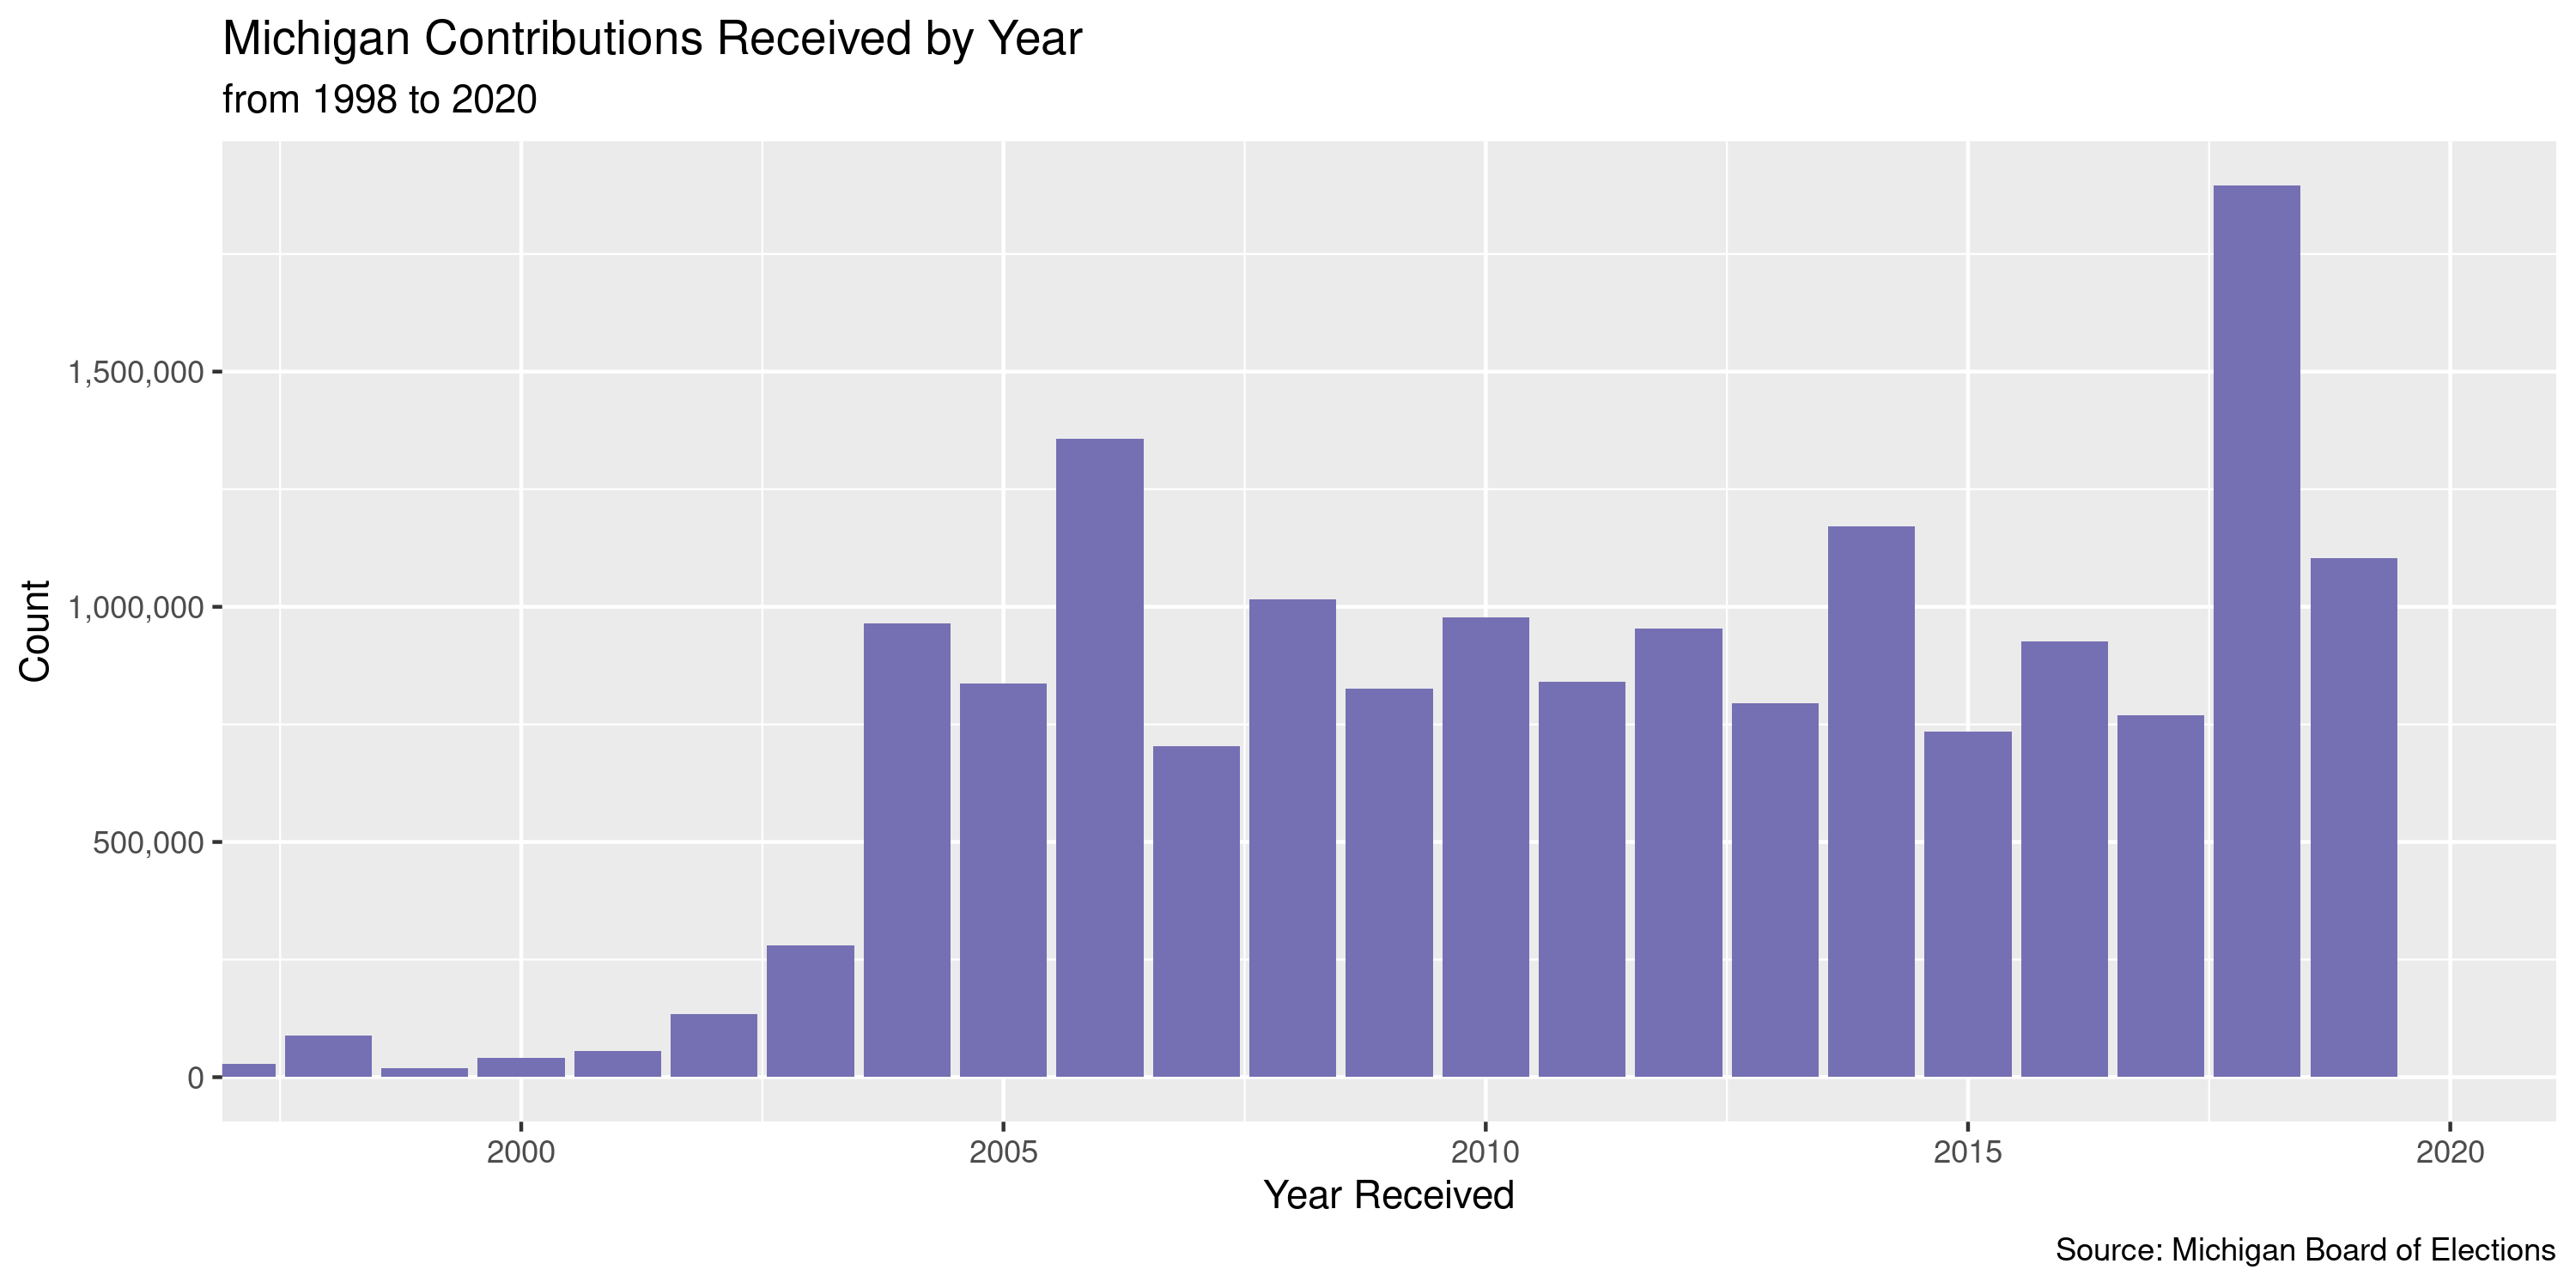 Michigan Contributions Received by Year
from 1998 to 2020
Count
1,500,000
1,000,000
500,000
0
2000 2005 2010 2015 2020
Year Received
Source: Michigan Board of Elections